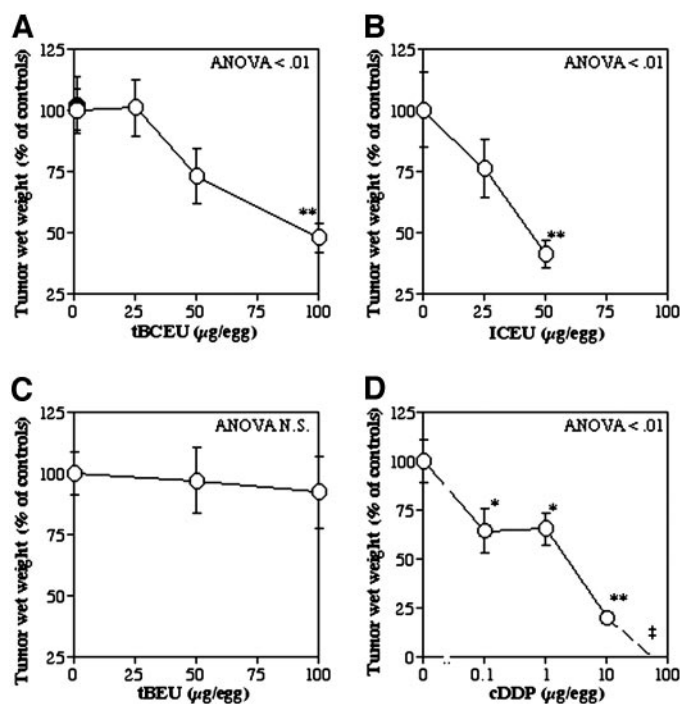 A
B
ANOVA < .01
ANOVA < .01
Tumor wet weight (% of controls)
125
100
75
50
25
**
0
25
50
75
100
tBCEU (µg/egg)
Tumor wet weight (% of controls)
125
100
75
50
25
**
0
25
50
75
100
ICEU (µg/egg)
C
D
ANOVA N.S.
ANOVA < .01
Tumor wet weight (% of controls)
125
100
75
50
25
0
25
50
75
100
tBEU (µg/egg)
Tumor wet weight (% of controls)
125
100
75
50
25
0
*
*
**
‡
0
0.1
1
10
100
cDDP (µg/egg)